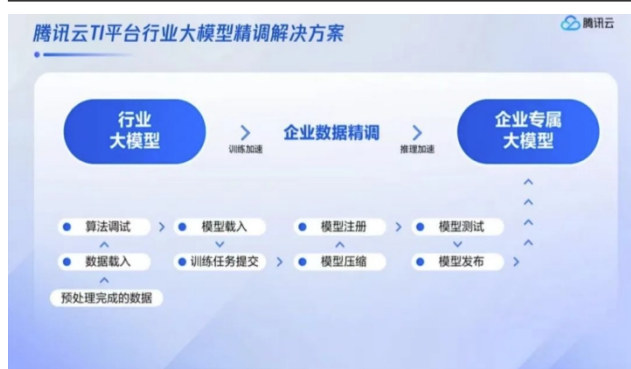 腾讯云TI平台行业大模型精调解决方案
腾讯云
行业
大模型
训练加速
企业数据精调
推理加速
企业专属
大模型
算法调试
模型载入
模型注册
模型测试
数据载入
训练任务提交
模型压缩
模型发布
预处理完成的数据